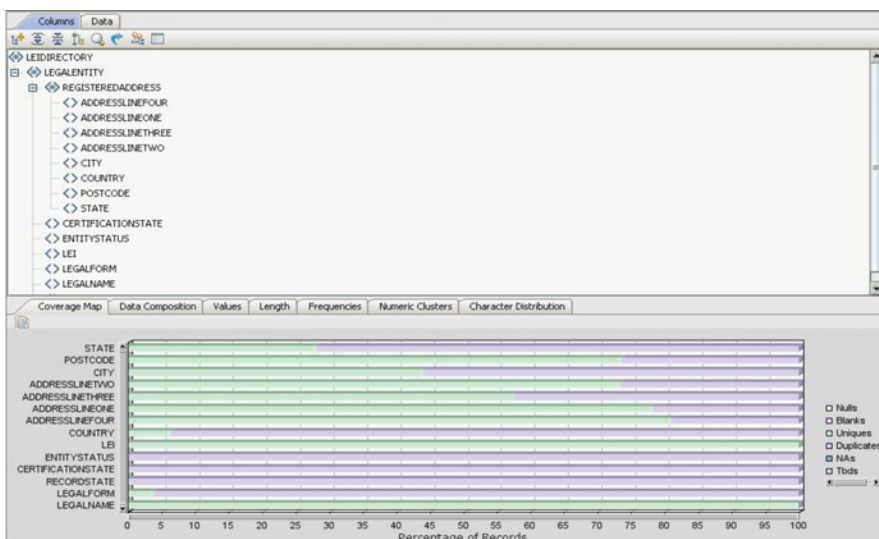 Columns Data
LEIDIRECTORY
LEGALENTITY
REGISTEREDADDRESS
ADDRESSLINEFOUR
ADDRESSLINEONE
ADDRESSLINETHREE
ADDRESSLINETWO
CITY
COUNTRY
POSTCODE
STATE
CERTIFICATIONSTATE
ENTITYSTATUS
LEI
LEGALFORM
LEGALNAME
Coverage Map Data Composition Values Length Frequencies Numeric Clusters Character Distribution
STATE
POSTCODE
CITY
ADDRESSLINETWO
ADDRESSLINETHREE
ADDRESSLINEONE
ADDRESSLINEFOUR
COUNTRY
LEI
ENTITYSTATUS
CERTIFICATIONSTATE
RECORDSTATE
LEGALFORM
LEGALNAME
Nulls
Blanks
Uniques
Duplicates
NAs
Tbds
0 5 10 15 20 25 30 35 40 45 50 55 60 65 70 75 80 85 90 95 100
Percentage of Records